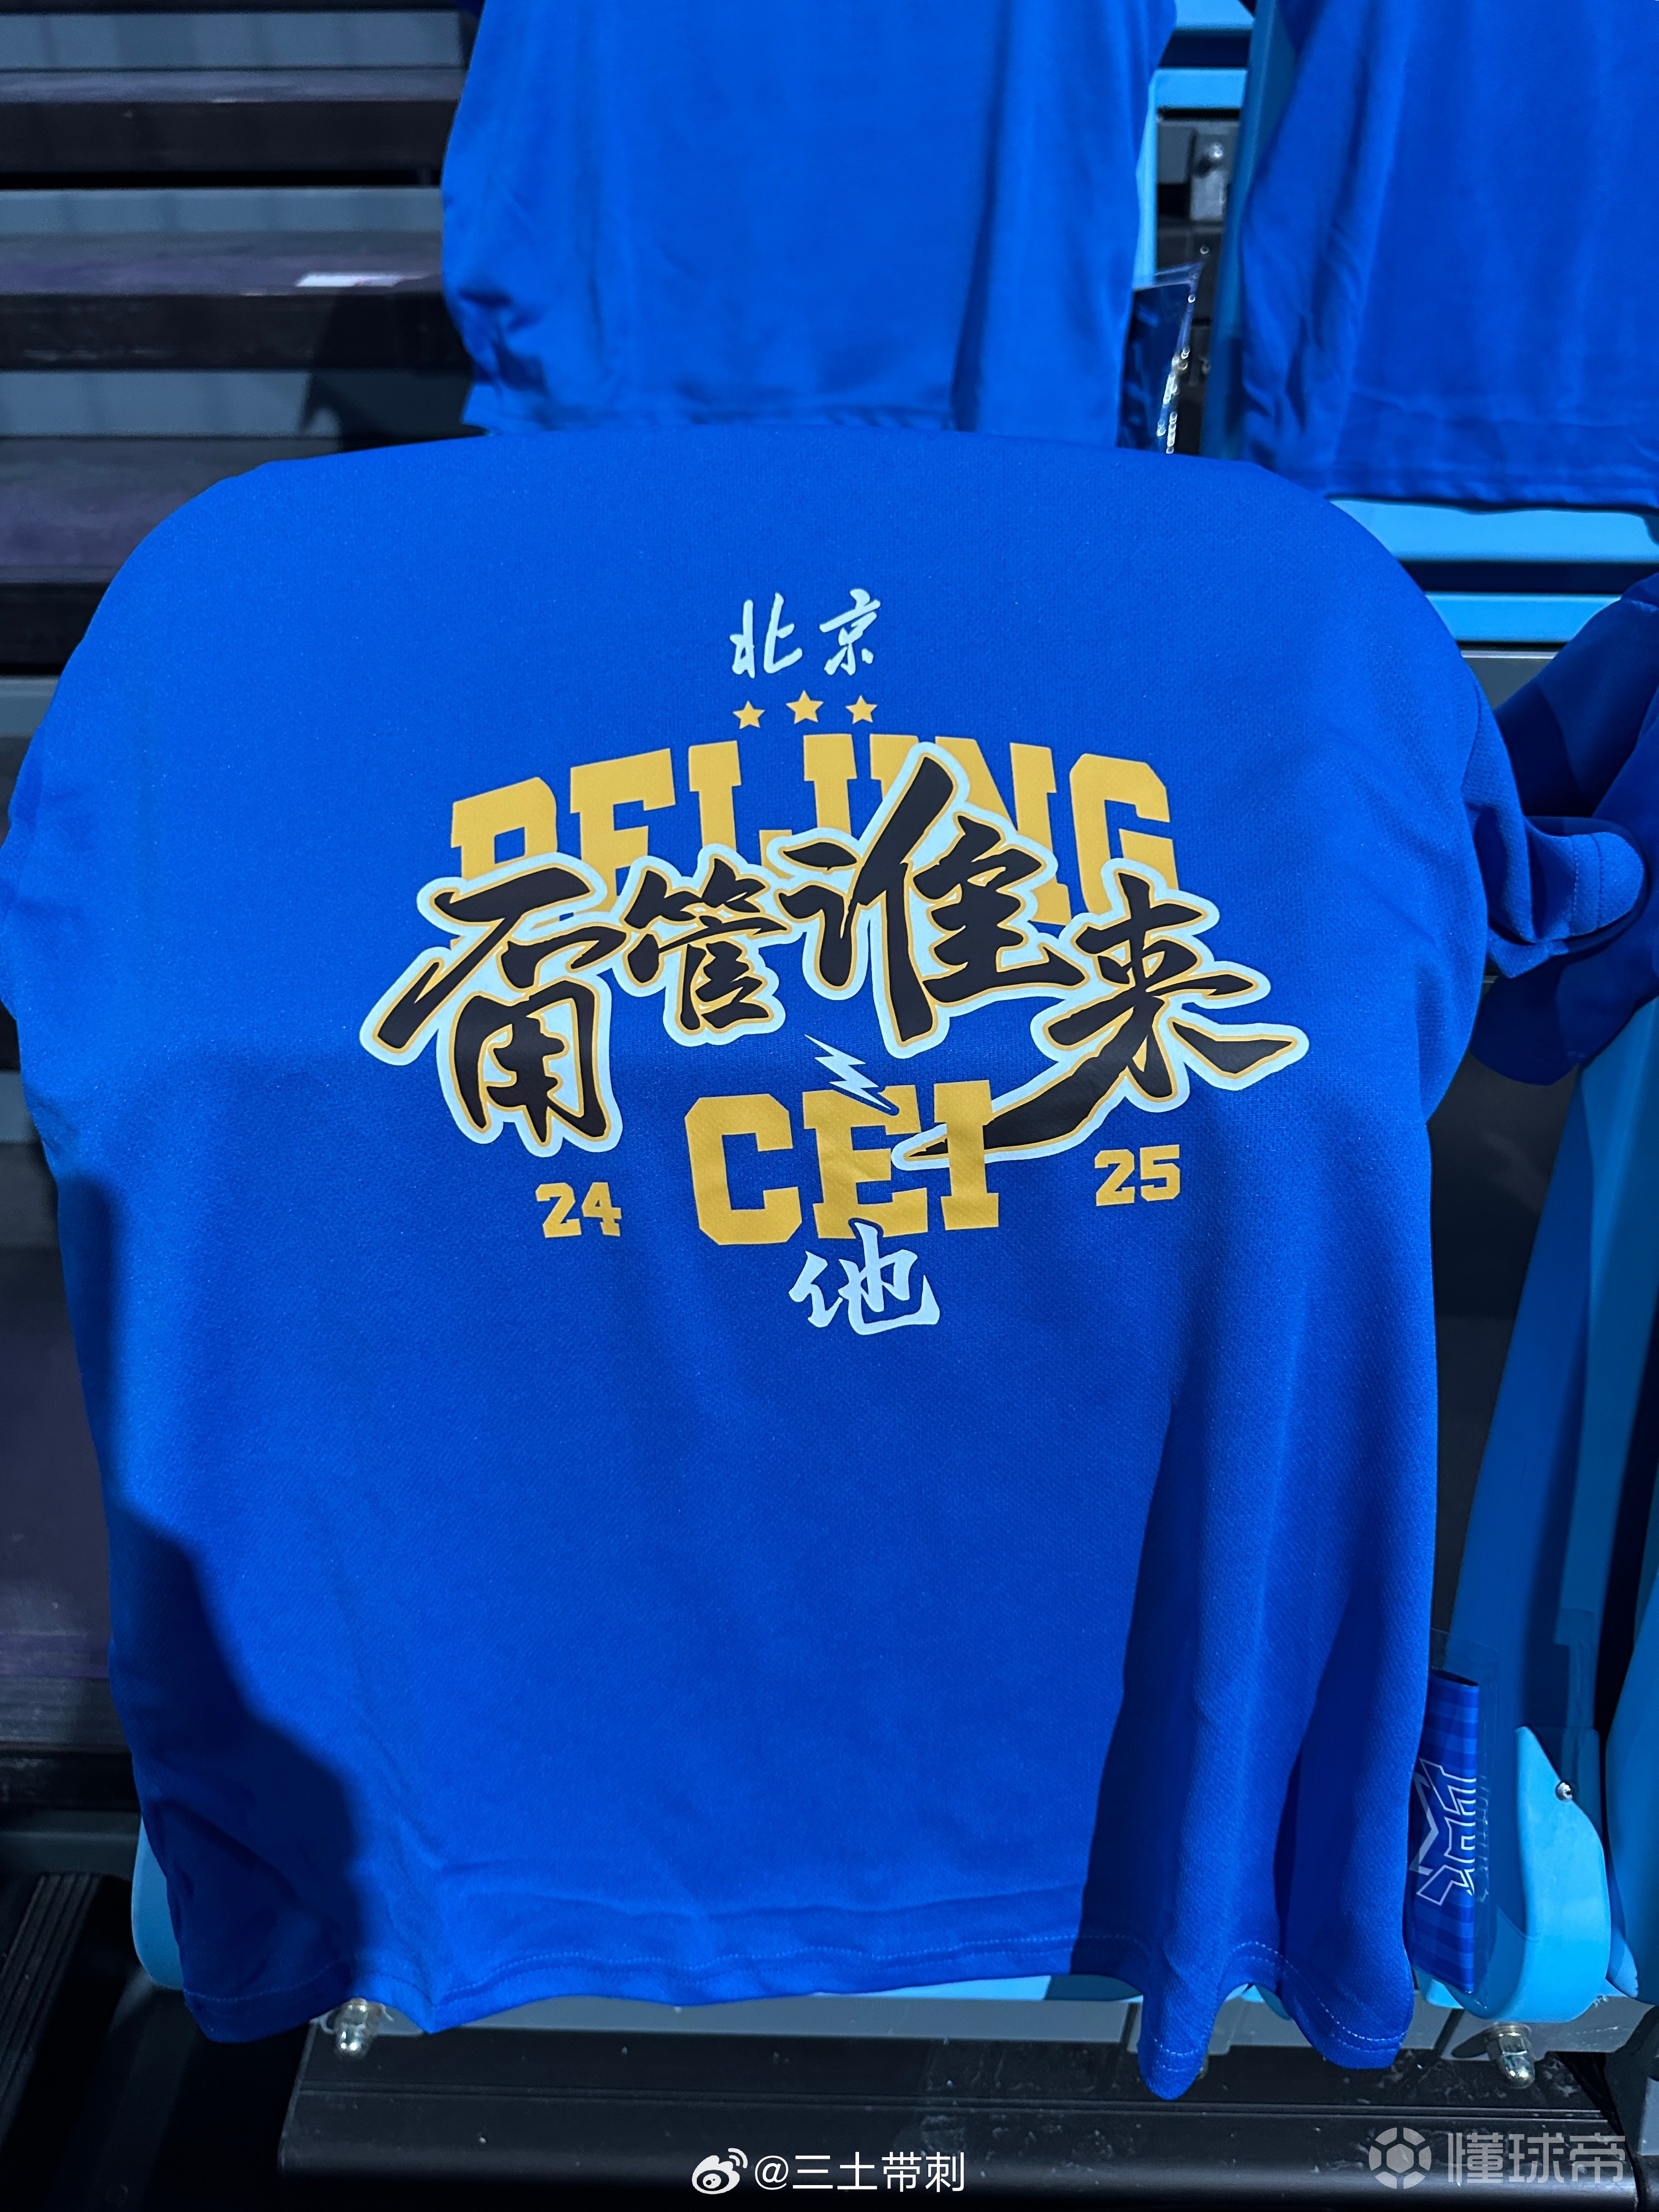 北京
BEIJING
甭管谁来
24 CEI 25
他
@三土带刺
懂球帝